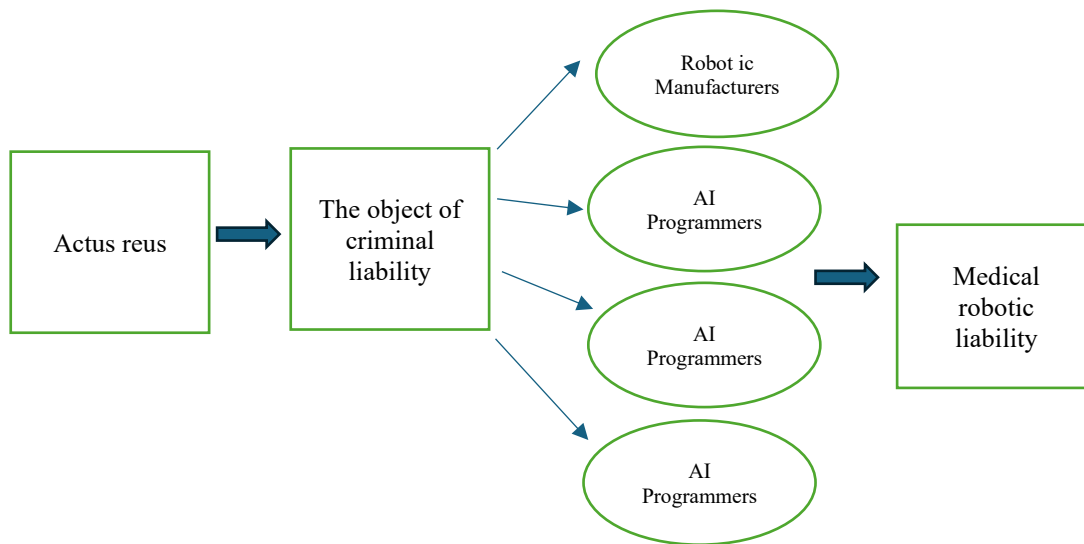 Actus reus
The object of
criminal
liability
Robot ic
Manufacturers
AI
Programmers
AI
Programmers
AI
Programmers
Medical
robotic
liability